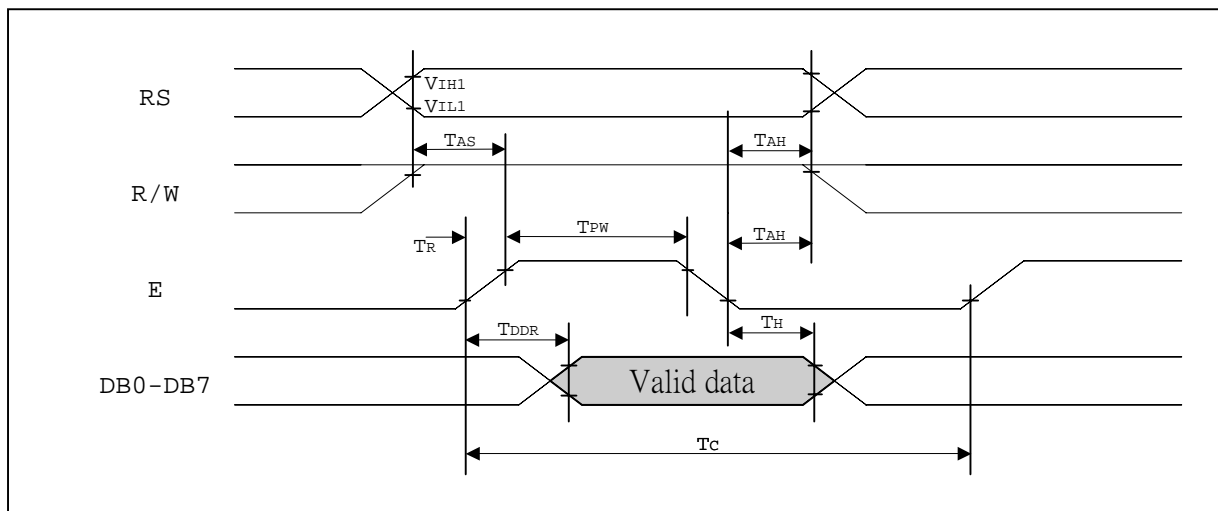 RS
VIH1
VIL1
TAS
TAH
R/W
TPW
TAH
TR
E
TDDR
TH
DB0-DB7
Valid data
TC